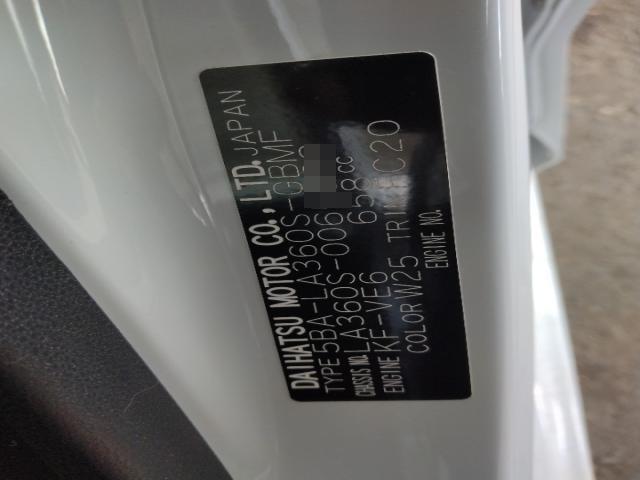 DAIHATSU MOTOR CO., LTD. JAPAN
TYPE 5BA-LA360S-GBMF
CHASSIS NO. LA360S-006
ENGINE KF-VE6 658cc
COLOR W25 TRIM C20
ENGINE NO.